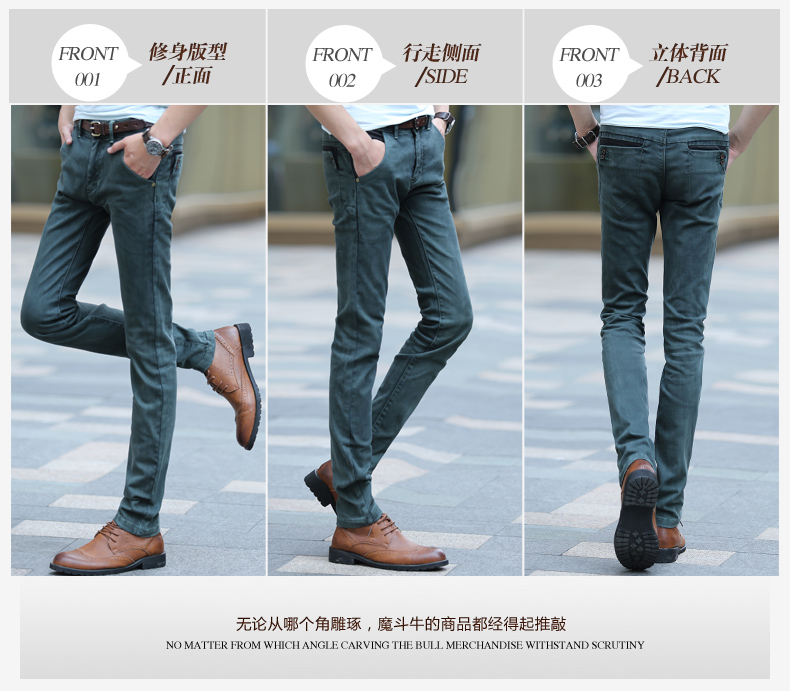 FRONT
001
修身版型
/正面
FRONT
002
行走侧面
/SIDE
FRONT
003
立体背面
/BACK
无论从哪个角雕琢，魔斗牛的商品都经得起推敲
NO MATTER FROM WHICH ANGLE CARVING THE BULL MERCHANDISE WITHSTAND SCRUTINY